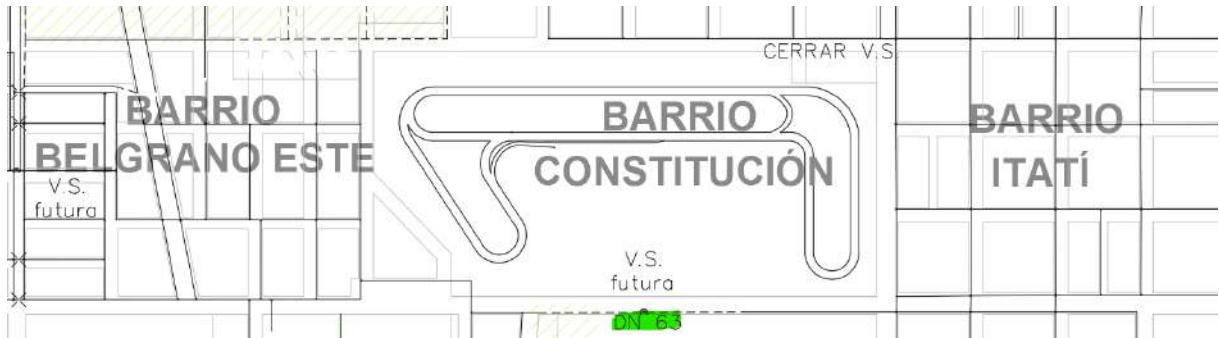 CERRAR V.S.
BARRIO
BELGRANO ESTE
BARRIO
CONSTITUCIÓN
BARRIO
ITATÍ
V.S.
futura
V.S.
futura
DN 63